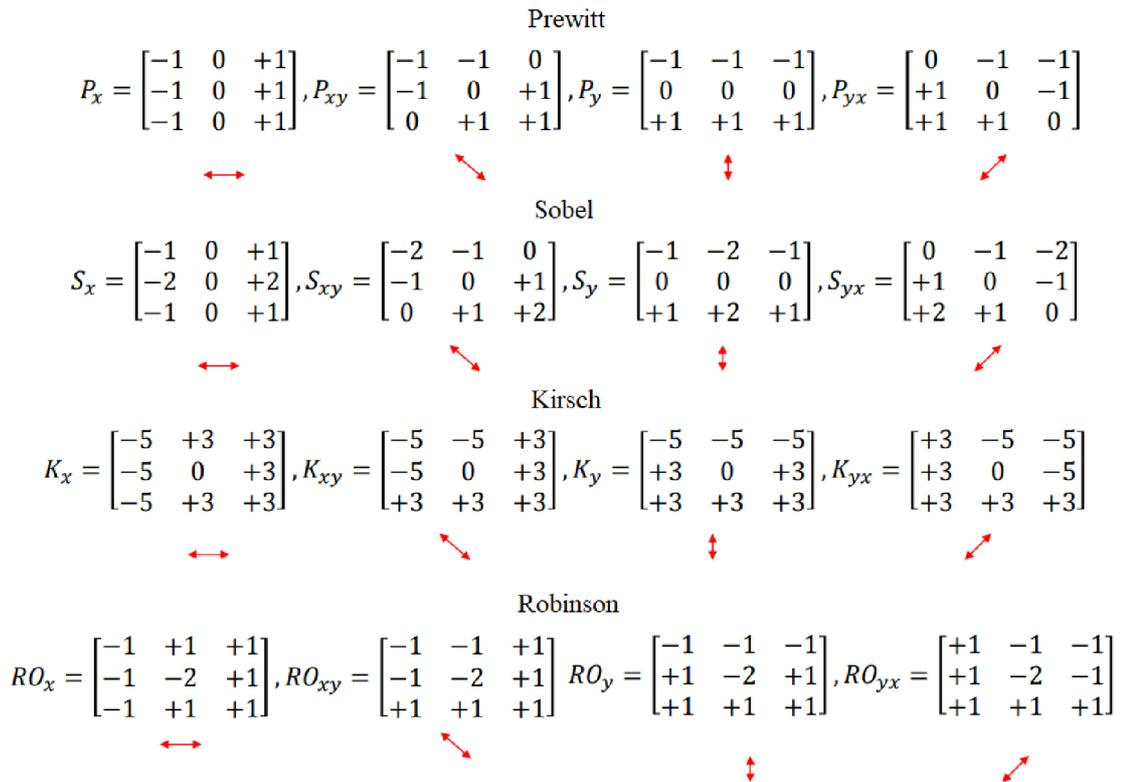 Prewitt
P_x = [−1 0 +1; −1 0 +1; −1 0 +1], P_xy = [−1 −1 0; −1 0 +1; 0 +1 +1], P_y = [−1 −1 −1; 0 0 0; +1 +1 +1], P_yx = [0 −1 −1; +1 0 −1; +1 +1 0]
Sobel
S_x = [−1 0 +1; −2 0 +2; −1 0 +1], S_xy = [−2 −1 0; −1 0 +1; 0 +1 +2], S_y = [−1 −2 −1; 0 0 0; +1 +2 +1], S_yx = [0 −1 −2; +1 0 −1; +2 +1 0]
Kirsch
K_x = [−5 +3 +3; −5 0 +3; −5 +3 +3], K_xy = [−5 −5 +3; −5 0 +3; +3 +3 +3], K_y = [−5 −5 −5; +3 0 +3; +3 +3 +3], K_yx = [+3 −5 −5; +3 0 −5; +3 +3 +3]
Robinson
RO_x = [−1 +1 +1; −1 −2 +1; −1 +1 +1], RO_xy = [−1 −1 +1; −1 −2 +1; +1 +1 +1] RO_y = [−1 −1 −1; +1 −2 +1; +1 +1 +1], RO_yx = [+1 −1 −1; +1 −2 −1; +1 +1 +1]